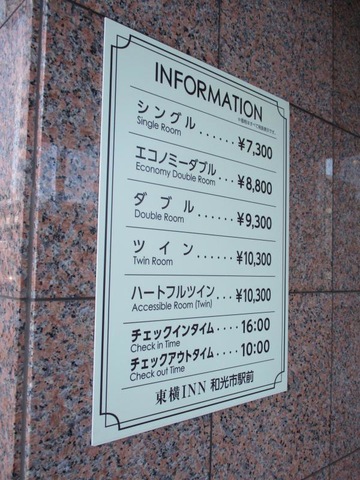 INFORMATION
シングル ...... ¥7,300
Single Room
エコノミーダブル .... ¥8,800
Economy Double Room
ダブル ...... ¥9,300
Double Room
ツイン ...... ¥10,300
Twin Room
ハートフルツイン .... ¥10,300
Accessible Room (Twin)
チェックインタイム .... 16:00
Check in Time
チェックアウトタイム .... 10:00
Check out Time
東横INN 和光市駅前